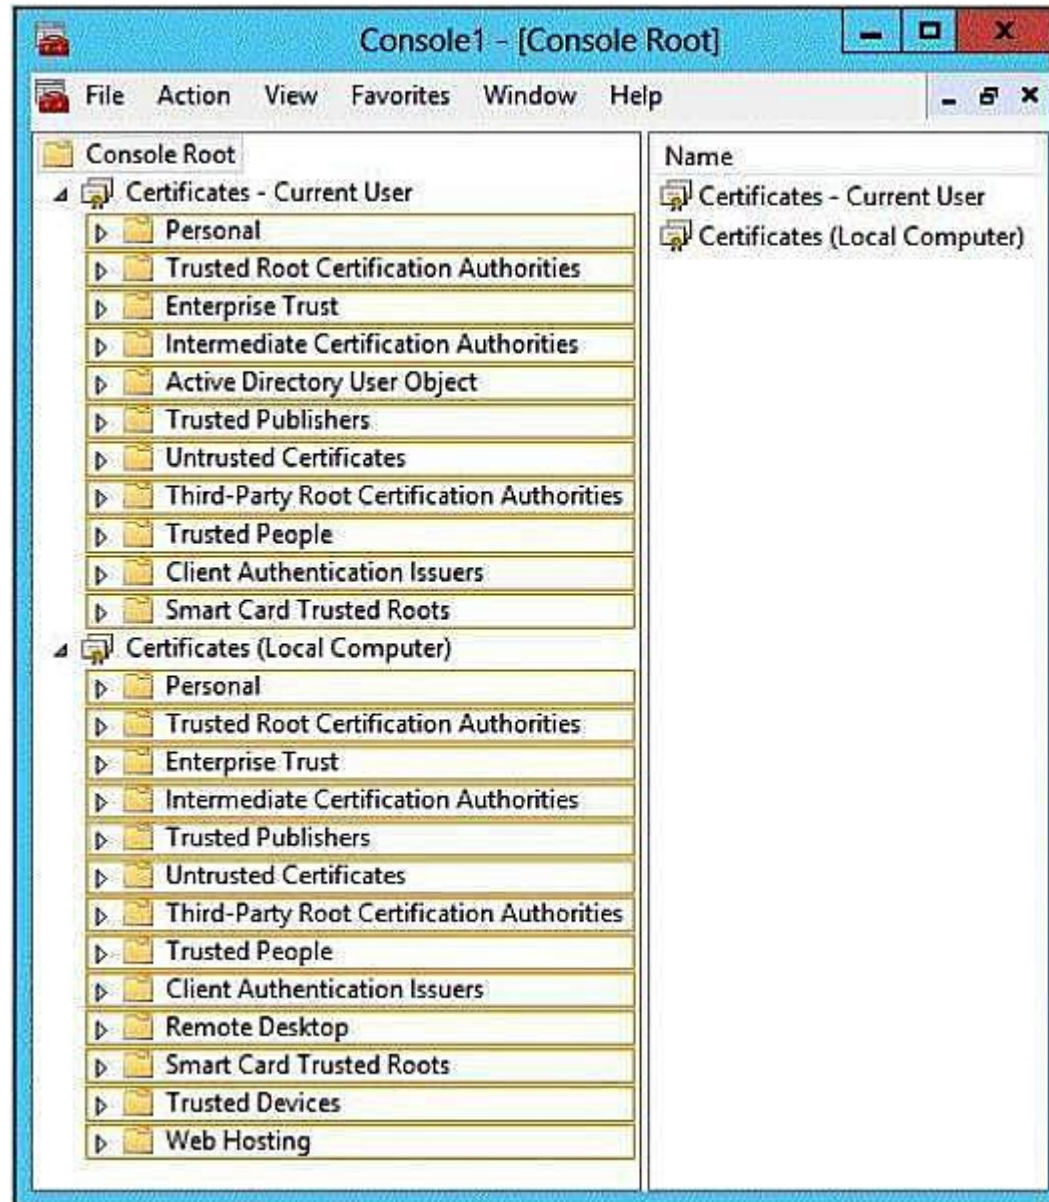 Console1 - [Console Root]
File Action View Favorites Window Help
Console Root
Certificates - Current User
Personal
Trusted Root Certification Authorities
Enterprise Trust
Intermediate Certification Authorities
Active Directory User Object
Trusted Publishers
Untrusted Certificates
Third-Party Root Certification Authorities
Trusted People
Client Authentication Issuers
Smart Card Trusted Roots
Certificates (Local Computer)
Personal
Trusted Root Certification Authorities
Enterprise Trust
Intermediate Certification Authorities
Trusted Publishers
Untrusted Certificates
Third-Party Root Certification Authorities
Trusted People
Client Authentication Issuers
Remote Desktop
Smart Card Trusted Roots
Trusted Devices
Web Hosting
Name
Certificates - Current User
Certificates (Local Computer)